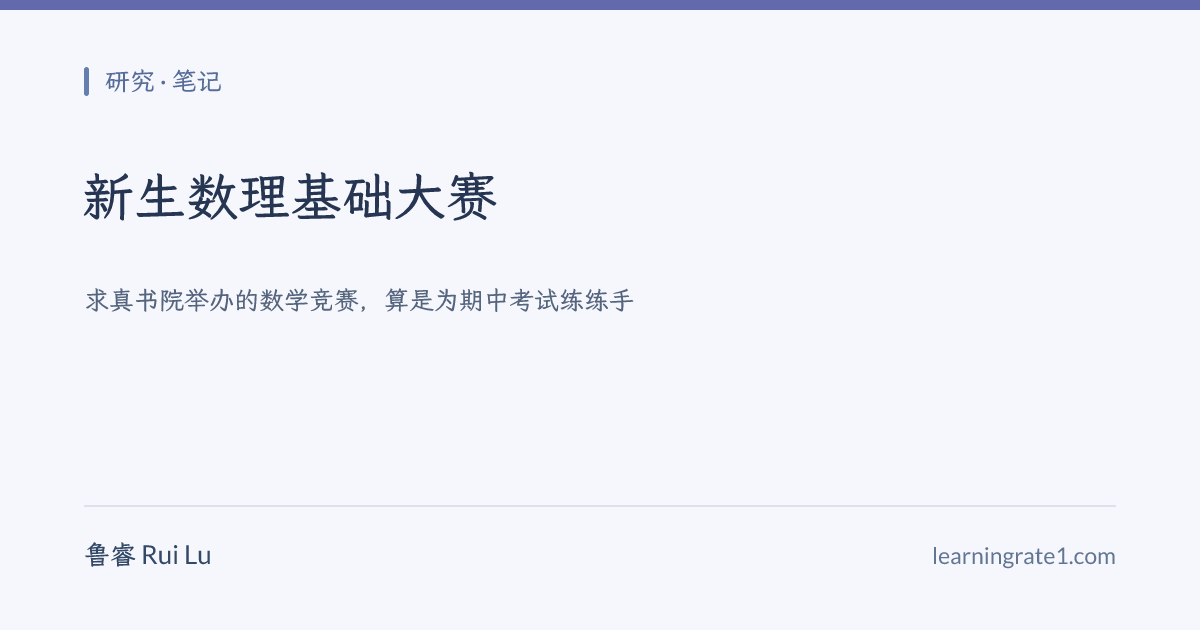 研究 · 笔记
新生数理基础大赛
求真书院举办的数学竞赛，算是为期中考试练练手
鲁睿 Rui Lu
learningrate1.com